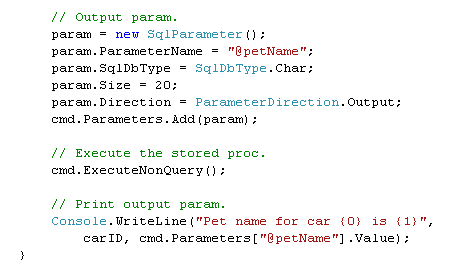 // Output param.
param = new SqlParameter();
param.ParameterName = "@petName";
param.SqlDbType = SqlDbType.Char;
param.Size = 20;
param.Direction = ParameterDirection.Output;
cmd.Parameters.Add(param);
// Execute the stored proc.
cmd.ExecuteNonQuery();
// Print output param.
Console.WriteLine("Pet name for car {0} is {1}",
carID, cmd.Parameters["@petName"].Value);
}